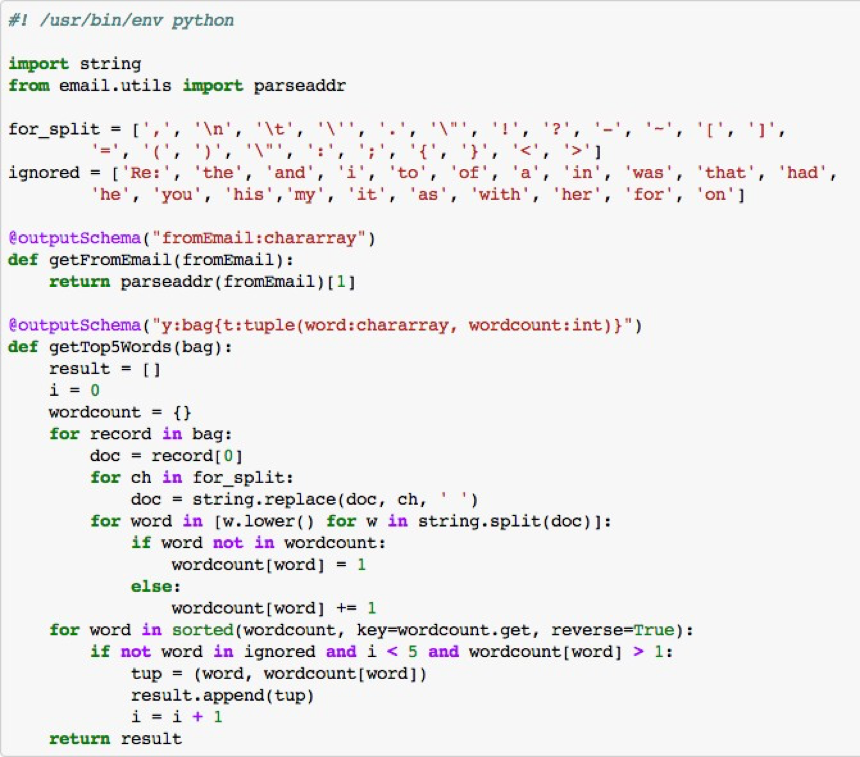 #! /usr/bin/env python

import string
from email.utils import parseaddr

for_split = [',', '\n', '\t', '\'', '.', '\"', '!', '?', '-', '~', '[', ']',
        '=', '(', ')', '\"', ':', ';', '{', '}', '<', '>']
ignored = ['Re:', 'the', 'and', 'i', 'to', 'of', 'a', 'in', 'was', 'that', 'had',
        'he', 'you', 'his','my', 'it', 'as', 'with', 'her', 'for', 'on']

@outputSchema("fromEmail:chararray")
def getFromEmail(fromEmail):
    return parseaddr(fromEmail)[1]

@outputSchema("y:bag{t:tuple(word:chararray, wordcount:int)}")
def getTop5Words(bag):
    result = []
    i = 0
    wordcount = {}
    for record in bag:
        doc = record[0]
        for ch in for_split:
            doc = string.replace(doc, ch, ' ')
        for word in [w.lower() for w in string.split(doc)]:
            if word not in wordcount:
                wordcount[word] = 1
            else:
                wordcount[word] += 1
    for word in sorted(wordcount, key=wordcount.get, reverse=True):
        if not word in ignored and i < 5 and wordcount[word] > 1:
            tup = (word, wordcount[word])
            result.append(tup)
            i = i + 1
    return result